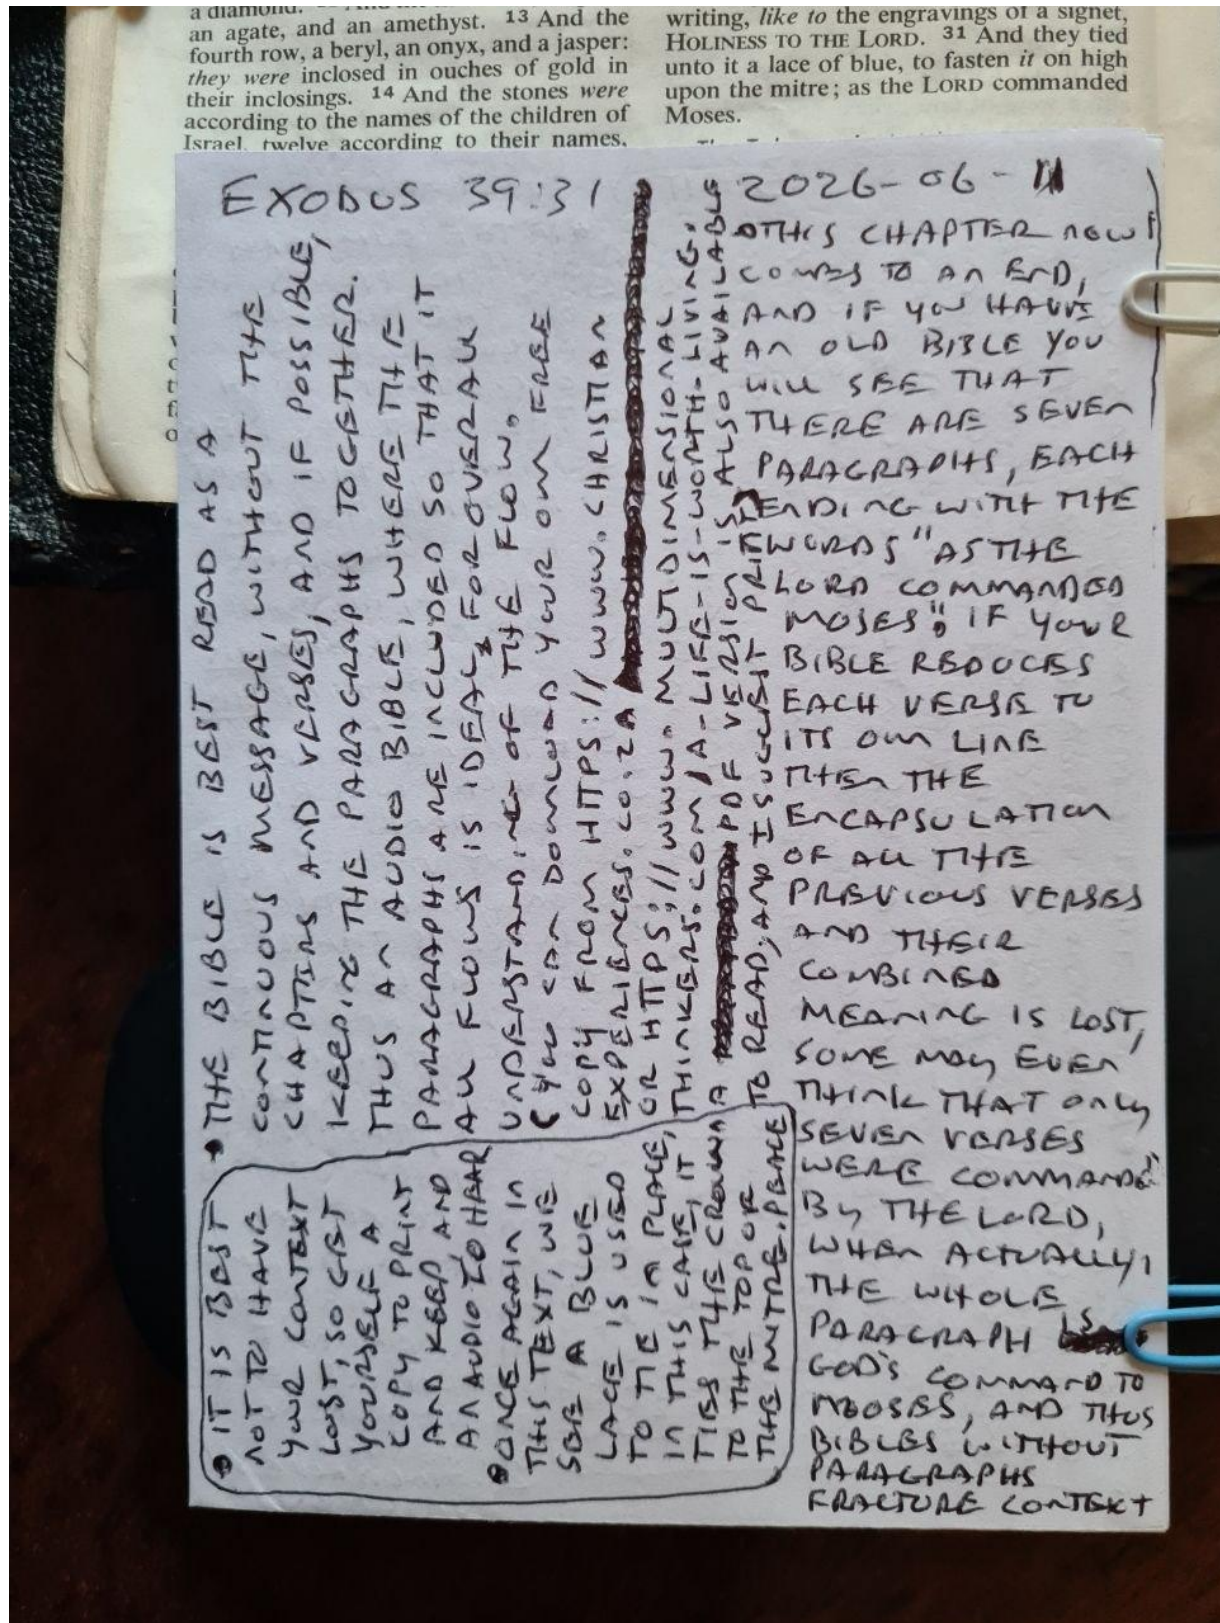 an agate, and an amethyst. 13 And the
fourth row, a beryl, an onyx, and a jasper:
they were inclosed in ouches of gold in
their inclosings. 14 And the stones were
according to the names of the children of
Israel, twelve according to their names,
writing, like to the engravings of a signet,
HOLINESS TO THE LORD. 31 And they tied
unto it a lace of blue, to fasten it on high
upon the mitre; as the LORD commanded
Moses.
EXODUS 39:31
2026-06-11
THIS CHAPTER NOW
COMES TO AN END,
AND IF YOU HAVE
AN OLD BIBLE YOU
WILL SEE THAT
THERE ARE SEVEN
PARAGRAPHS, EACH
ENDING WITH THE
WORDS "AS THE
LORD COMMANDED
MOSES". IF YOUR
BIBLE REDUCES
EACH VERSE TO
ITS OWN LINE
THEN THE
ENCAPSULATION
OF ALL THE
PREVIOUS VERSES
AND THEIR
COMBINED
MEANING IS LOST,
SOME MAY EVEN
THINK THAT ONLY
SEVEN VERSES
WERE COMMANDED
BY THE LORD,
WHEN ACTUALLY,
THE WHOLE
PARAGRAPH IS
GOD'S COMMAND TO
MOOSES, AND THUS
BIBLES WITHOUT
PARAGRAPHS
FRACTURE CONTEXT
• THE BIBLE IS BEST READ AS A
CONTINUOUS MESSAGE, WITHOUT THE
CHAPTERS AND VERSES, AND IF POSSIBLE,
KEEPING THE PARAGRAPHS TOGETHER.
THUS AN AUDIO BIBLE, WHERE THE
PARAGRAPHS ARE INCLUDED SO THAT IT
ALL FLOWS IS IDEAL, FOR OVERALL
UNDERSTANDING OF THE FLOW.
(YOU CAN DOWNLOAD YOUR OWN FREE
COPY FROM HTTPS://WWW.CHRISTIAN
EXPERIENCES.CO.ZA
OR HTTPS://WWW.MULTIDIMENSIONAL
THINKERS.COM/A-LIFE-IS-WORTH-LIVING.
A PDF VERSION IS ALSO AVAILABLE
TO READ, AND I SUGGEST PRINT
• IT IS BEST
NOT TO HAVE
YOUR CONTEXT
LOST, SO GET
YOURSELF A
COPY TO PRINT
AND KEEP, AND
AN AUDIO TO HEAR
• ONCE AGAIN IN
THIS TEXT, WE
SEE A BLUE
LACE IS USED
TO TIE IN PLACE,
IN THIS CASE, IT
TIES THE CROWN
TO THE TOP OF
THE MITRE. PEACE